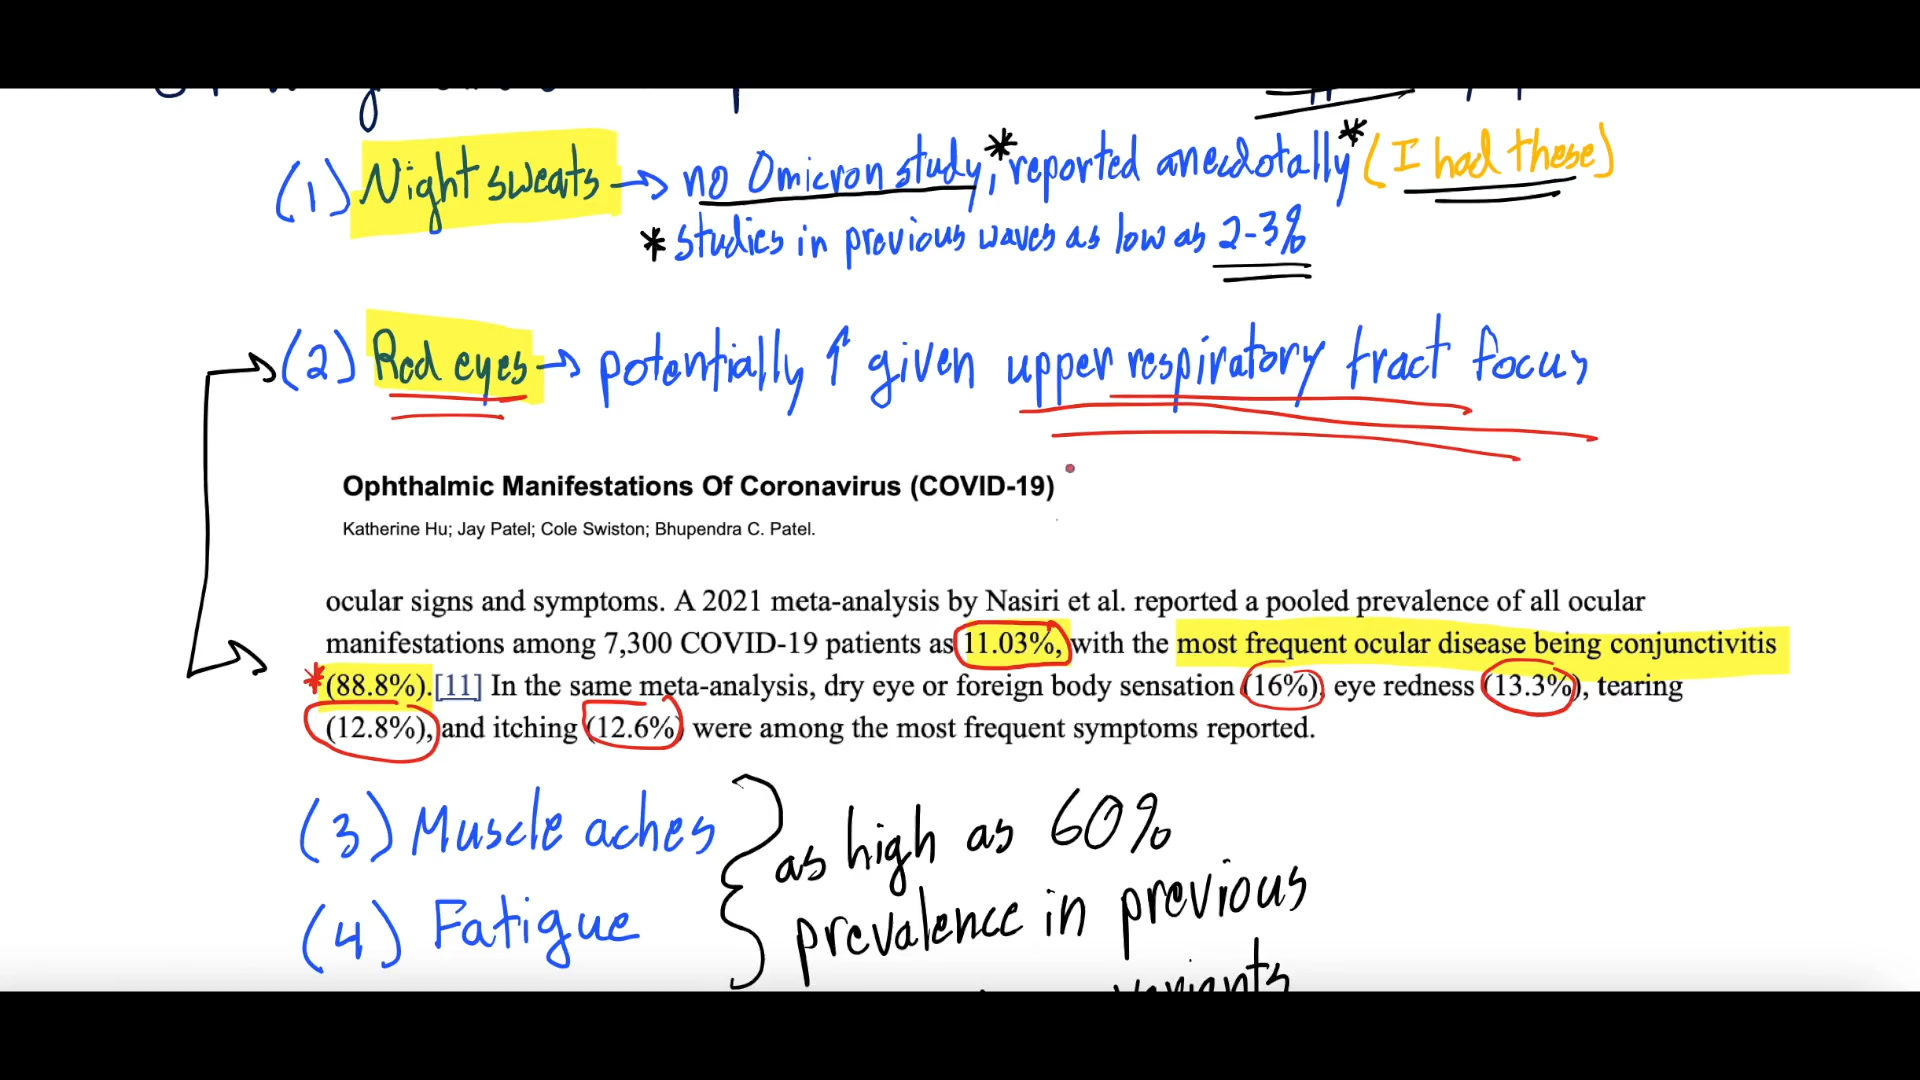 (1) Night sweats → no Omicron study,* reported anecdotally* (I had these)
* studies in previous waves as low as 2-3%
(2) Red eyes → potentially ↑ given upper respiratory tract focus
Ophthalmic Manifestations Of Coronavirus (COVID-19)
Katherine Hu; Jay Patel; Cole Swiston; Bhupendra C. Patel.
ocular signs and symptoms. A 2021 meta-analysis by Nasiri et al. reported a pooled prevalence of all ocular
manifestations among 7,300 COVID-19 patients as 11.03%, with the most frequent ocular disease being conjunctivitis
*(88.8%).[11] In the same meta-analysis, dry eye or foreign body sensation (16%), eye redness (13.3%), tearing
(12.8%), and itching (12.6%) were among the most frequent symptoms reported.
(3) Muscle aches
(4) Fatigue
as high as 60%
prevalence in previous
variants